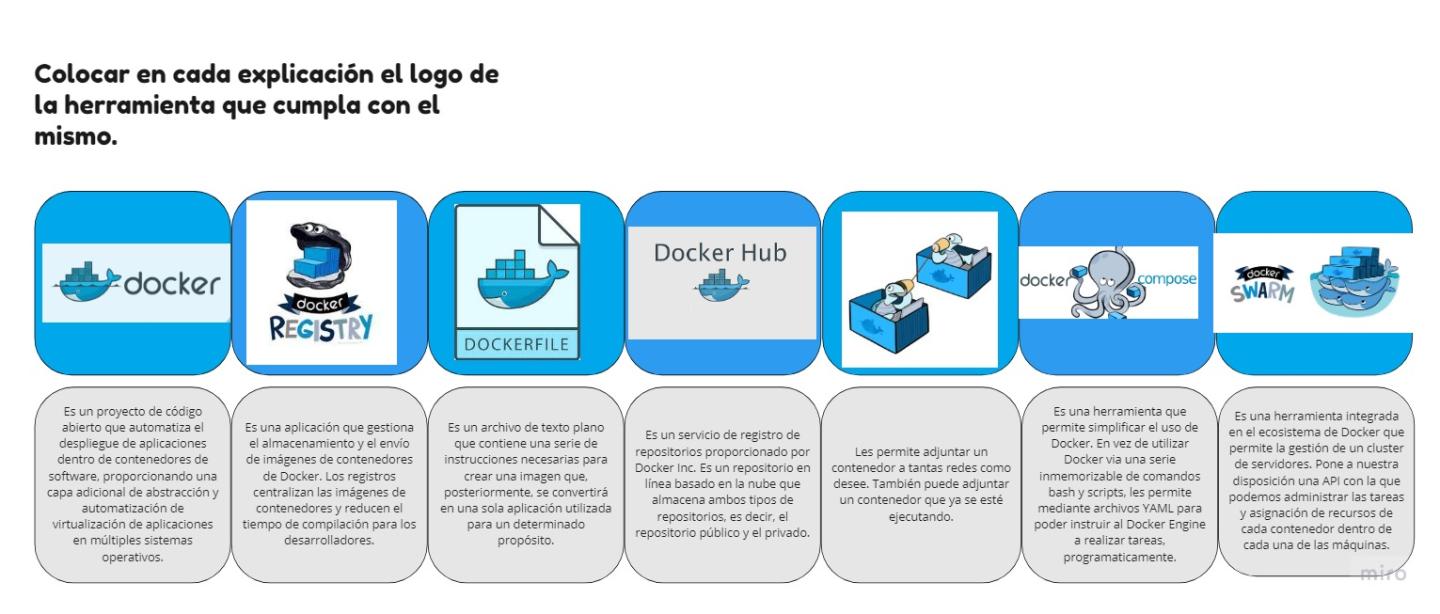 Colocar en cada explicación el logo de
la herramienta que cumpla con el
mismo.
docker
docker
REGISTRY
DOCKERFILE
Docker Hub
docker compose
docker
SWARM
Es un proyecto de código
abierto que automatiza el
despliegue de aplicaciones
dentro de contenedores de
software, proporcionando una
capa adicional de abstracción y
automatización de
virtualización de aplicaciones
en múltiples sistemas
operativos.
Es una aplicación que gestiona
el almacenamiento y el envío
de imágenes de contenedores
de Docker. Los registros
centralizan las imágenes de
contenedores y reducen el
tiempo de compilación para los
desarrolladores.
Es un archivo de texto plano
que contiene una serie de
instrucciones necesarias para
crear una imagen que,
posteriormente, se convertirá
en una sola aplicación utilizada
para un determinado
propósito.
Es un servicio de registro de
repositorios proporcionado por
Docker Inc. Es un repositorio en
línea basado en la nube que
almacena ambos tipos de
repositorios, es decir, el
repositorio público y el privado.
Les permite adjuntar un
contenedor a tantas redes como
desee. También puede adjuntar
un contenedor que ya se esté
ejecutando.
Es una herramienta que
permite simplificar el uso de
Docker. En vez de utilizar
Docker via una serie
inmemorizable de comandos
bash y scripts, les permite
mediante archivos YAML para
poder instruir al Docker Engine
a realizar tareas,
programaticamente.
Es una herramienta integrada
en el ecosistema de Docker que
permite la gestión de un cluster
de servidores. Pone a nuestra
disposición una API con la que
podemos administrar las tareas
y asignación de recursos de
cada contenedor dentro de
cada una de las máquinas.
miro